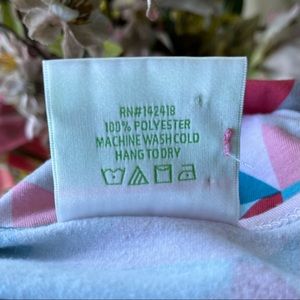 RN#142418
100% POLYESTER
MACHINE WASH COLD
HANG TO DRY